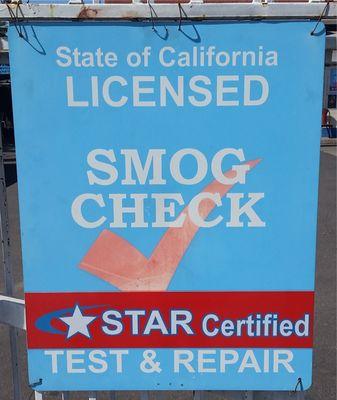 State of California
LICENSED
SMOG
CHECK
STAR Certified
TEST & REPAIR